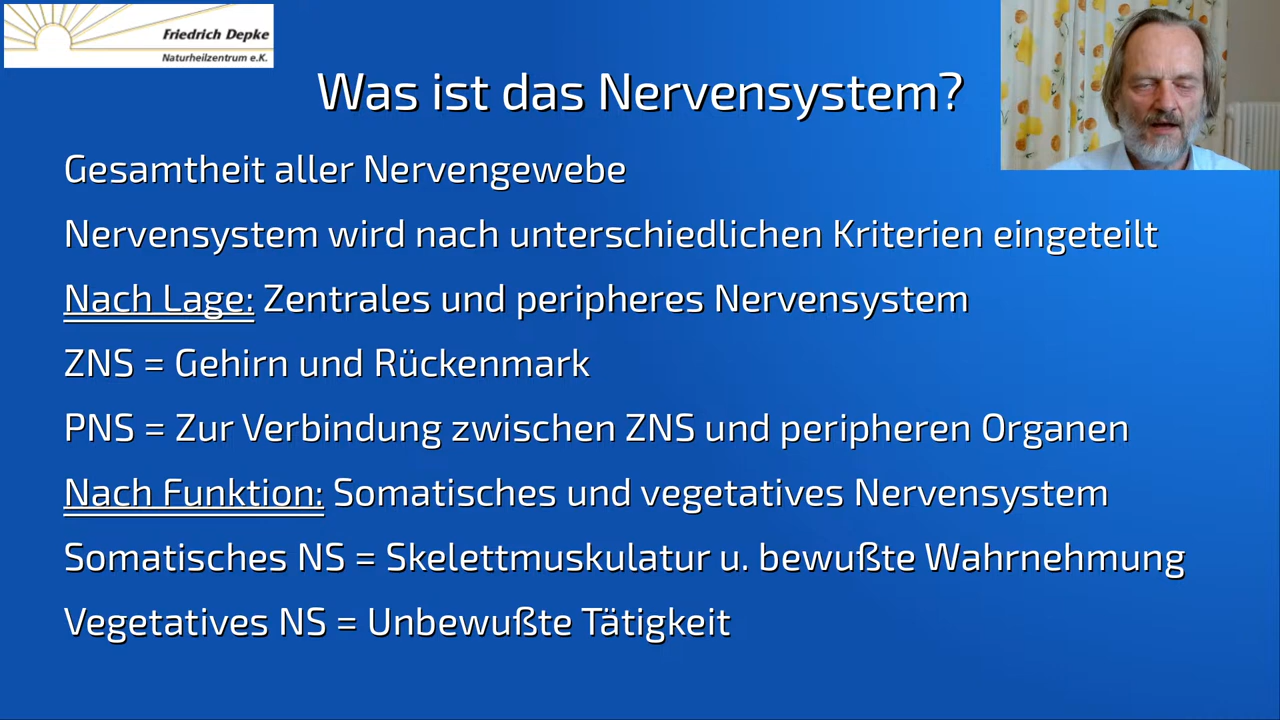 Friedrich Depke
Naturheilzentrum e.K.
Was ist das Nervensystem?
Gesamtheit aller Nervengewebe
Nervensystem wird nach unterschiedlichen Kriterien eingeteilt
Nach Lage: Zentrales und peripheres Nervensystem
ZNS = Gehirn und Rückenmark
PNS = Zur Verbindung zwischen ZNS und peripheren Organen
Nach Funktion: Somatisches und vegetatives Nervensystem
Somatisches NS = Skelettmuskulatur u. bewußte Wahrnehmung
Vegetatives NS = Unbewußte Tätigkeit